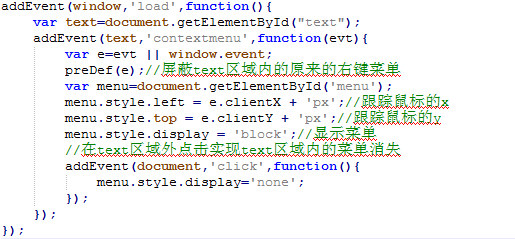 addEvent(window,'load',function(){
    var text=document.getElementById("text");
    addEvent(text,'contextmenu',function(evt){
        var e=evt || window.event;
        preDef(e);//屏蔽text区域内的原来的右键菜单
        var menu=document.getElementById('menu');
        menu.style.left = e.clientX + 'px';//跟踪鼠标的x
        menu.style.top = e.clientY + 'px';//跟踪鼠标的y
        menu.style.display = 'block';//显示菜单
        //在text区域外点击实现text区域内的菜单消失
        addEvent(document,'click',function(){
            menu.style.display='none';
        });
    });
});